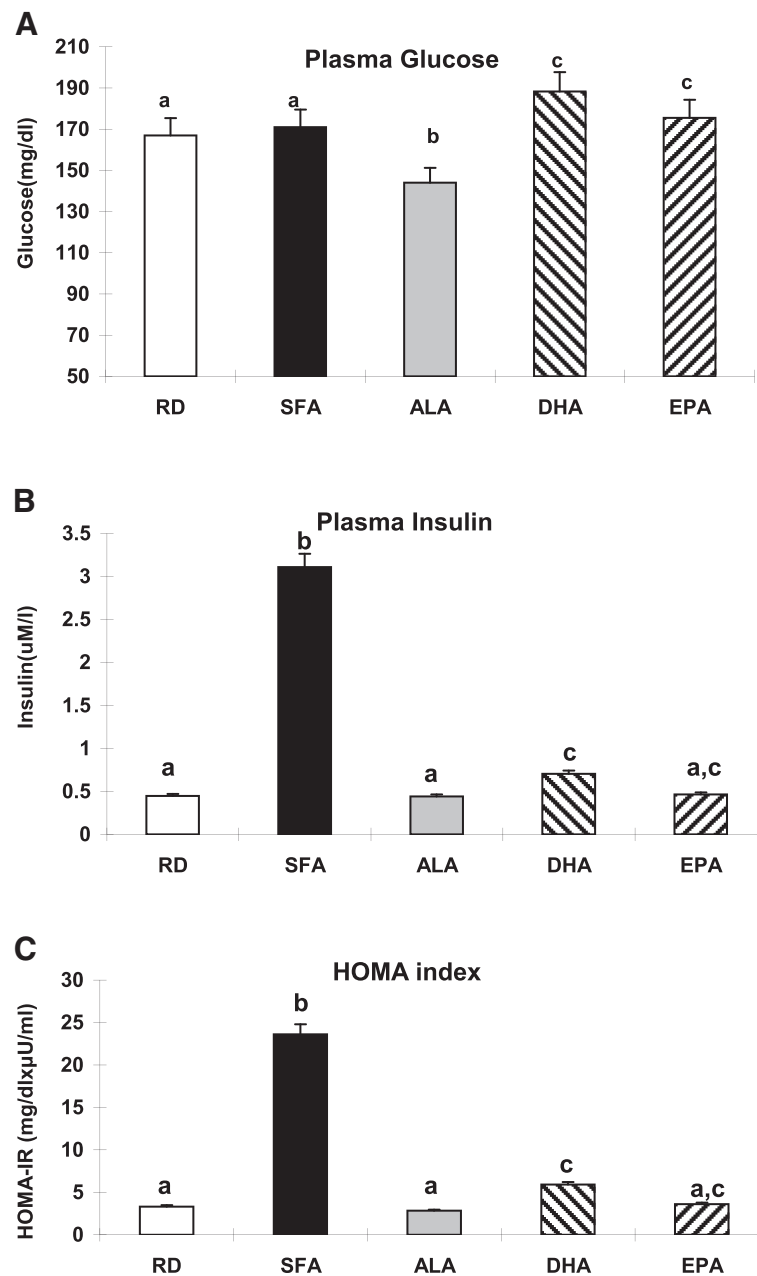 A
Plasma Glucose
Glucose(mg/dl)
210
190
170
150
130
110
90
70
50
a
a
b
c
c
RD SFA ALA DHA EPA
B
Plasma Insulin
Insulin(uM/l)
3.5
3
2.5
2
1.5
1
0.5
0
a
b
a
c
a,c
RD SFA ALA DHA EPA
C
HOMA index
HOMA-IR (mg/dlxµU/ml)
30
25
20
15
10
5
0
a
b
a
c
a,c
RD SFA ALA DHA EPA